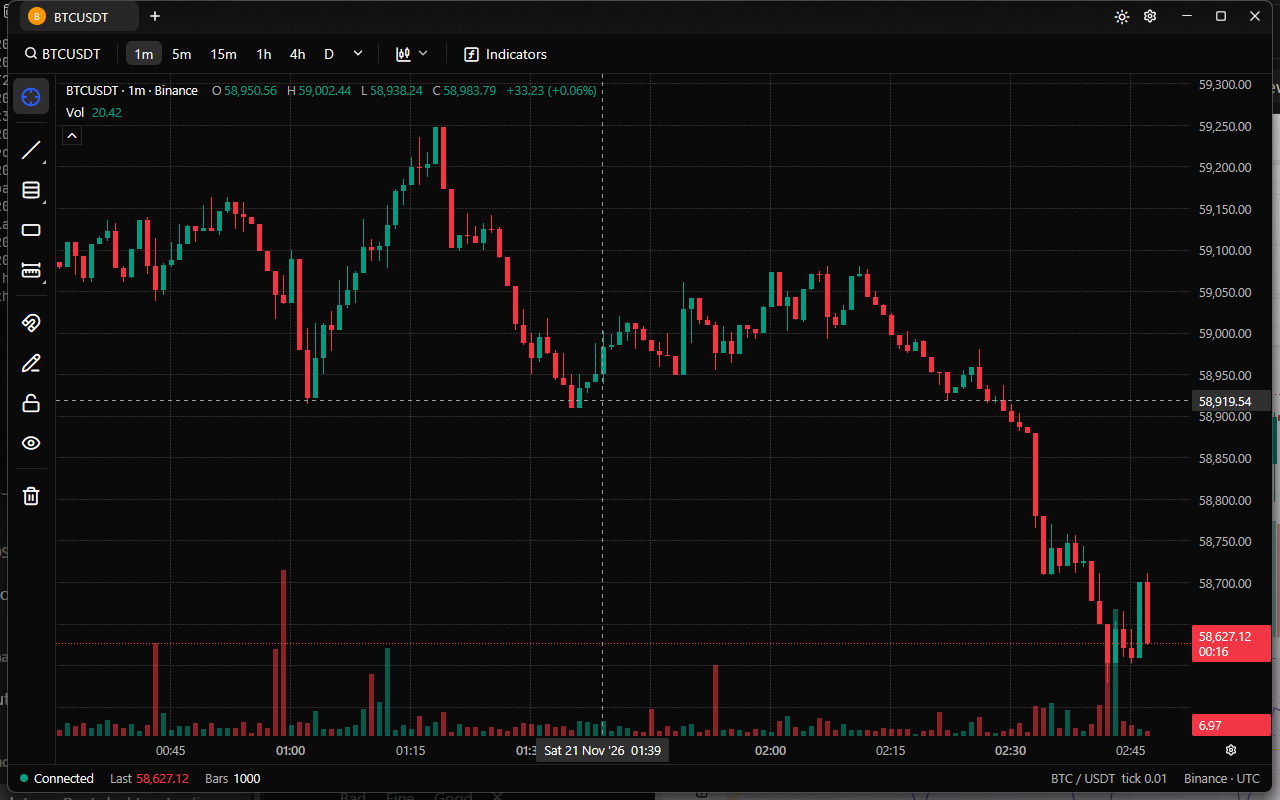 BTCUSDT
BTCUSDT 1m 5m 15m 1h 4h D Indicators
BTCUSDT · 1m · Binance O 58,950.56 H 59,002.44 L 58,938.24 C 58,983.79 +33.23 (+0.06%)
Vol 20.42
59,300.00
59,250.00
59,200.00
59,150.00
59,100.00
59,050.00
59,000.00
58,950.00
58,919.54
58,900.00
58,850.00
58,800.00
58,750.00
58,700.00
58,627.12
00:16
6.97
00:45 01:00 01:15 Sat 21 Nov '26 01:39 02:00 02:15 02:30 02:45
Connected Last 58,627.12 Bars 1000 BTC / USDT tick 0.01 Binance · UTC